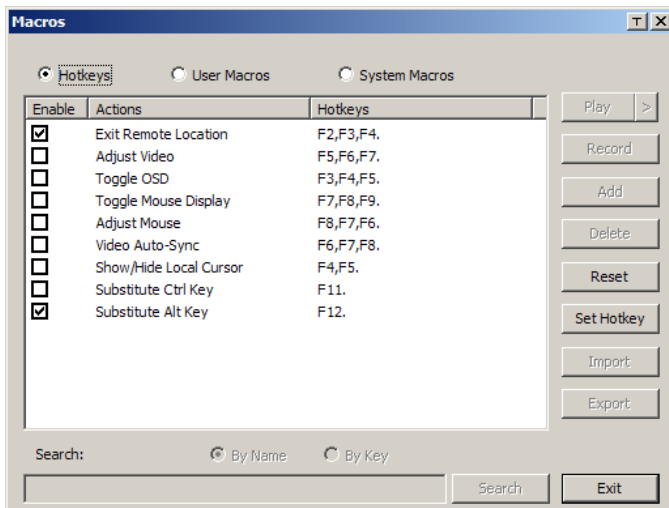 Macros
Hotkeys User Macros System Macros
Enable Actions Hotkeys
Exit Remote Location F2,F3,F4.
Adjust Video F5,F6,F7.
Toggle OSD F3,F4,F5.
Toggle Mouse Display F7,F8,F9.
Adjust Mouse F8,F7,F6.
Video Auto-Sync F6,F7,F8.
Show/Hide Local Cursor F4,F5.
Substitute Ctrl Key F11.
Substitute Alt Key F12.
Play >
Record
Add
Delete
Reset
Set Hotkey
Import
Export
Search: By Name By Key
Search Exit